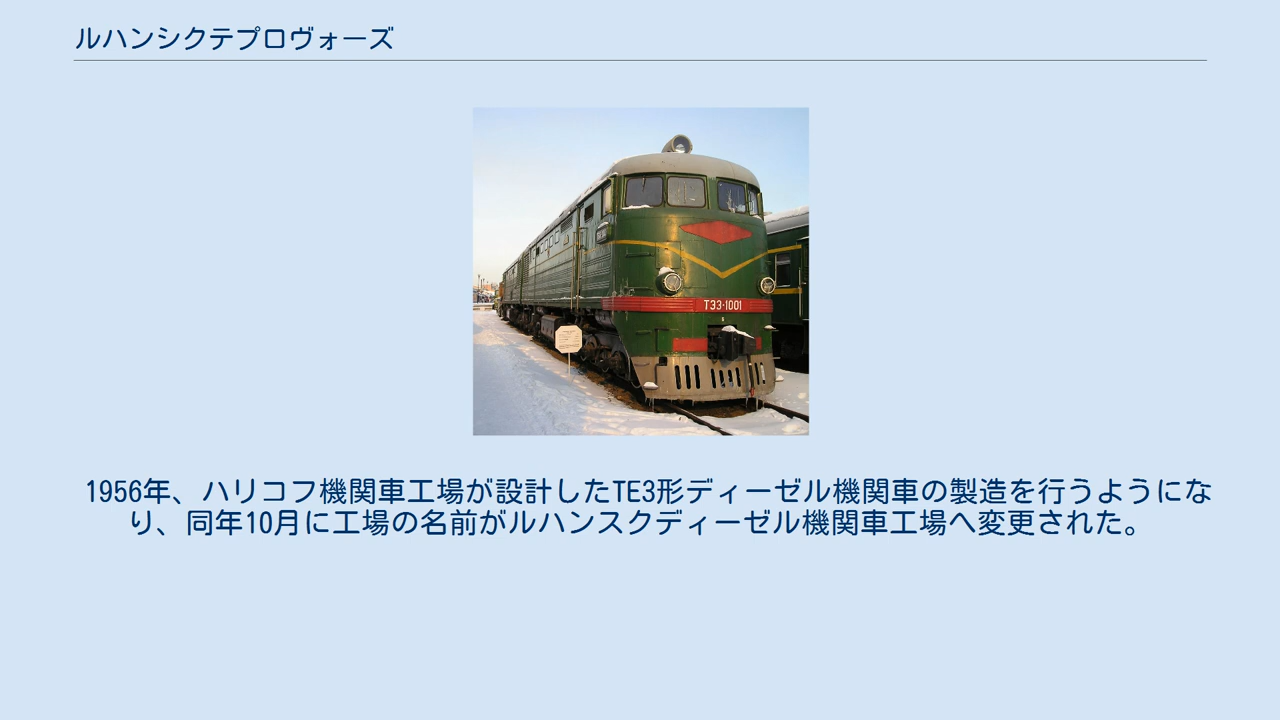 ルハンシクテプロヴォーズ
ТЭ3-1001
1956年、ハリコフ機関車工場が設計したTE3形ディーゼル機関車の製造を行うようにな
り、同年10月に工場の名前がルハンスクディーゼル機関車工場へ変更された。